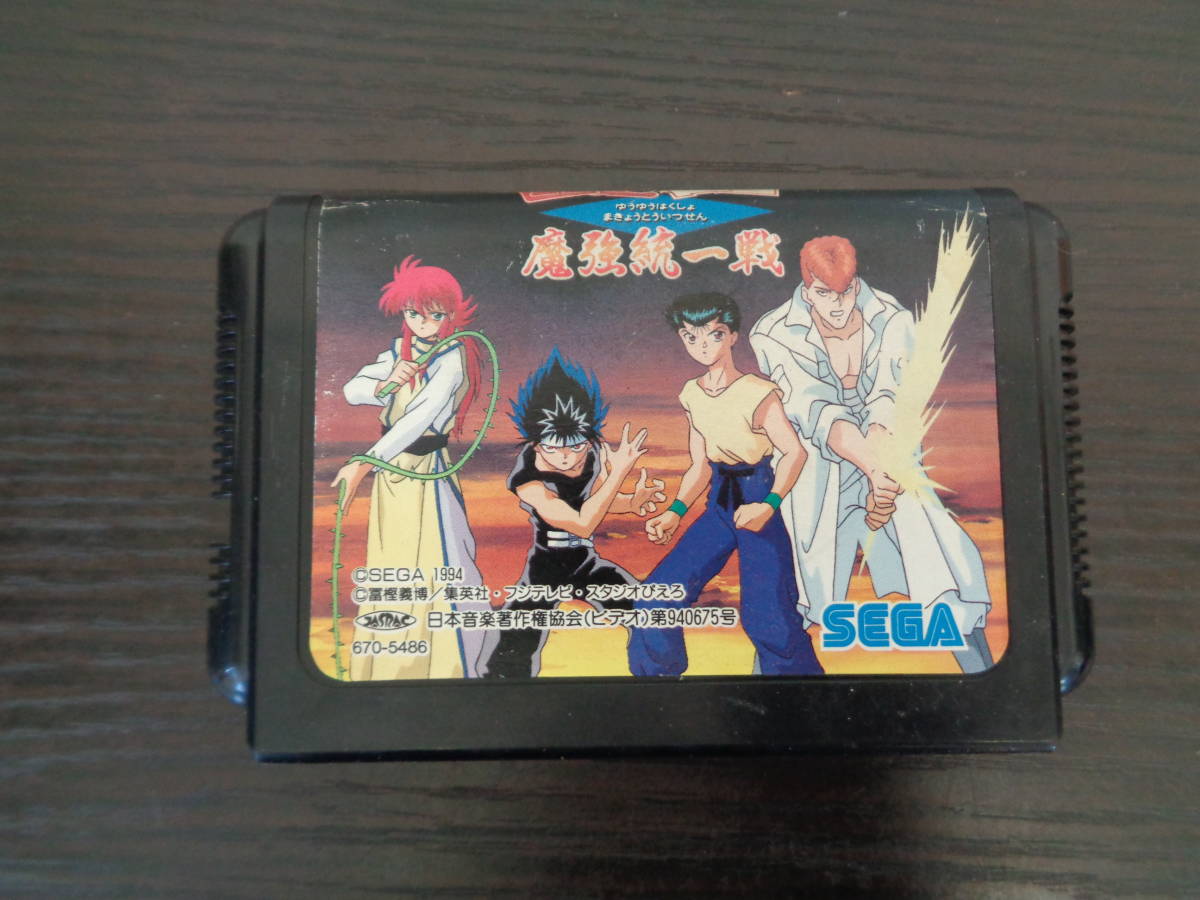 ゆうゆうはくしょ
まきょうとういつせん
魔強統一戦
©SEGA 1994
©冨樫義博／集英社・フジテレビ・スタジオぴえろ
JASRAC 日本音楽著作権協会(ビデオ)第940675号
670-5486
SEGA